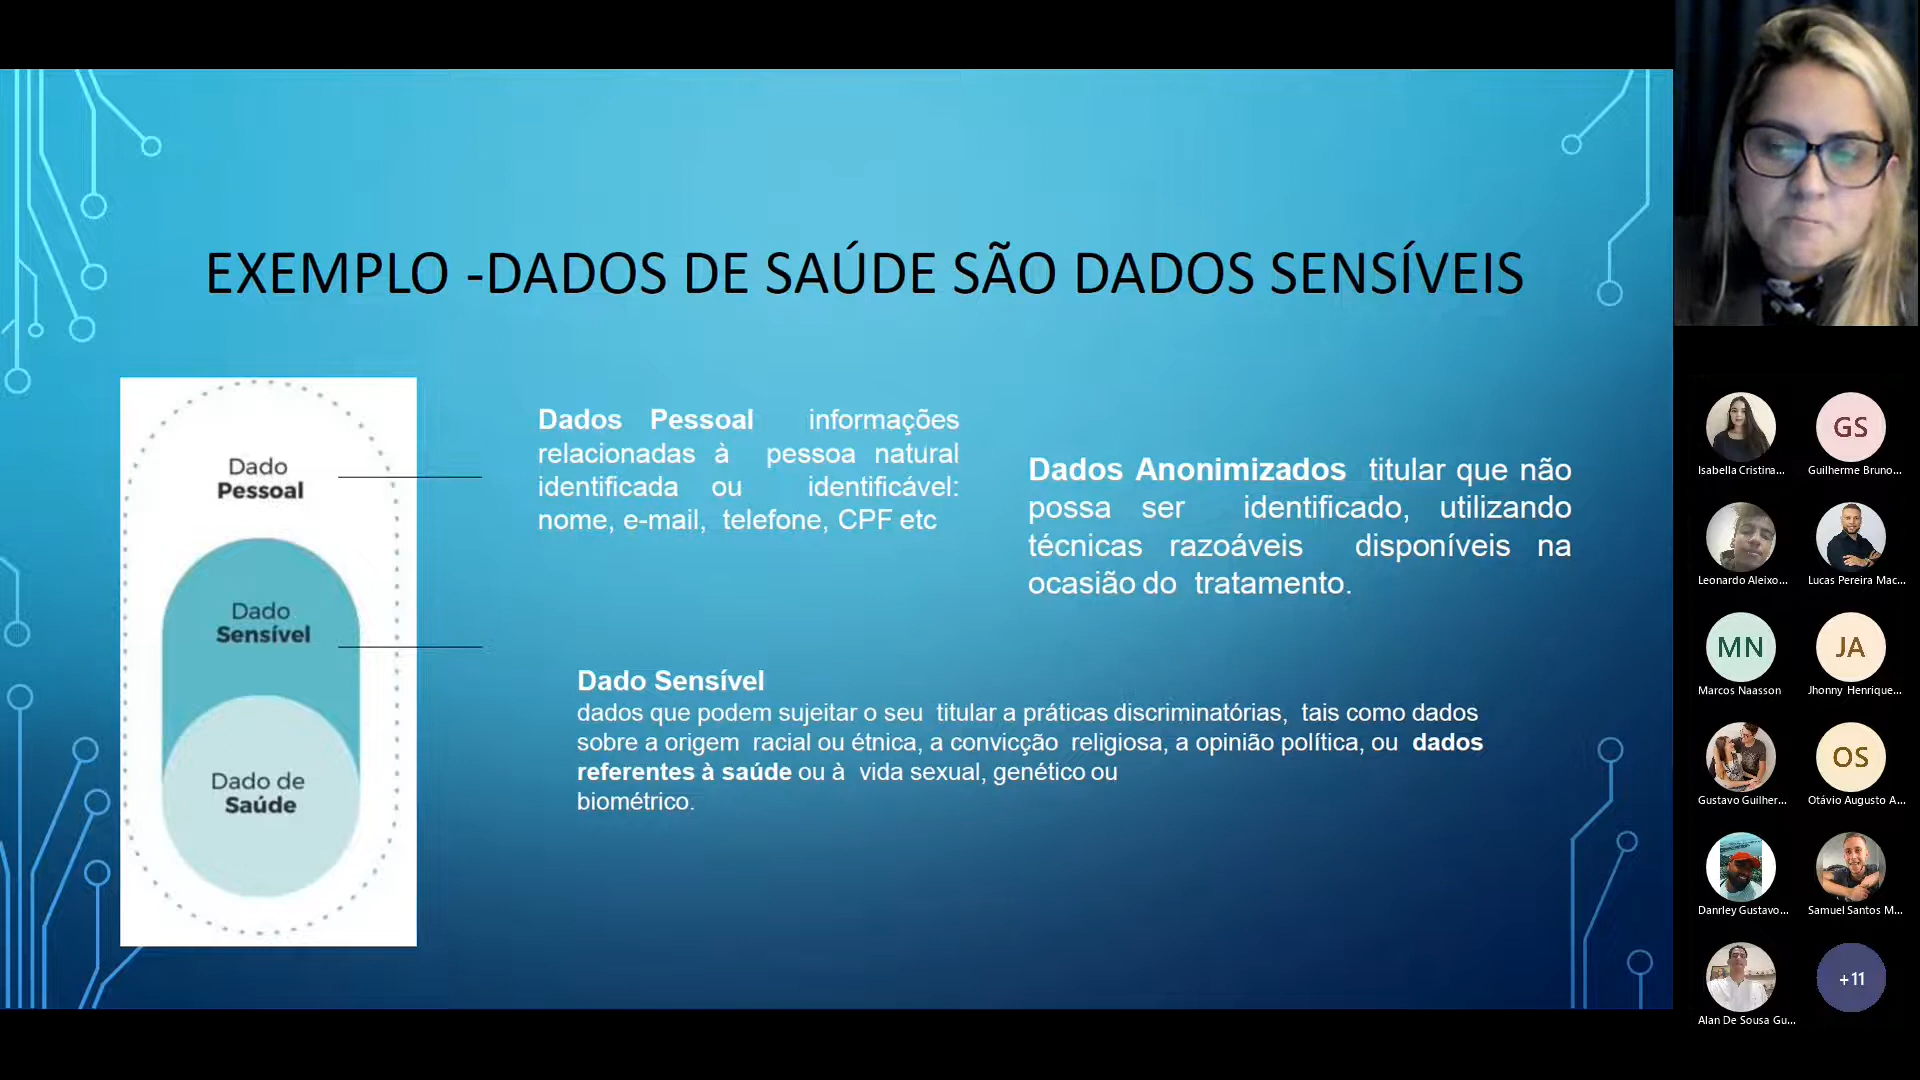 EXEMPLO -DADOS DE SAÚDE SÃO DADOS SENSÍVEIS
Dado
Pessoal
Dado
Sensível
Dado de
Saúde
Dados Pessoal informações
relacionadas à pessoa natural
identificada ou identificável:
nome, e-mail, telefone, CPF etc
Dados Anonimizados titular que não
possa ser identificado, utilizando
técnicas razoáveis disponíveis na
ocasião do tratamento.
Dado Sensível
dados que podem sujeitar o seu titular a práticas discriminatórias, tais como dados
sobre a origem racial ou étnica, a convicção religiosa, a opinião política, ou dados
referentes à saúde ou à vida sexual, genético ou
biométrico.
Isabella Cristina...
GS
Guilherme Bruno...
Leonardo Aleixo...
Lucas Pereira Mac...
MN
Marcos Naasson
JA
Jhonny Henrique...
Gustavo Guilher...
OS
Otávio Augusto A...
Danrley Gustavo...
Samuel Santos M...
Alan De Sousa Gu...
+11